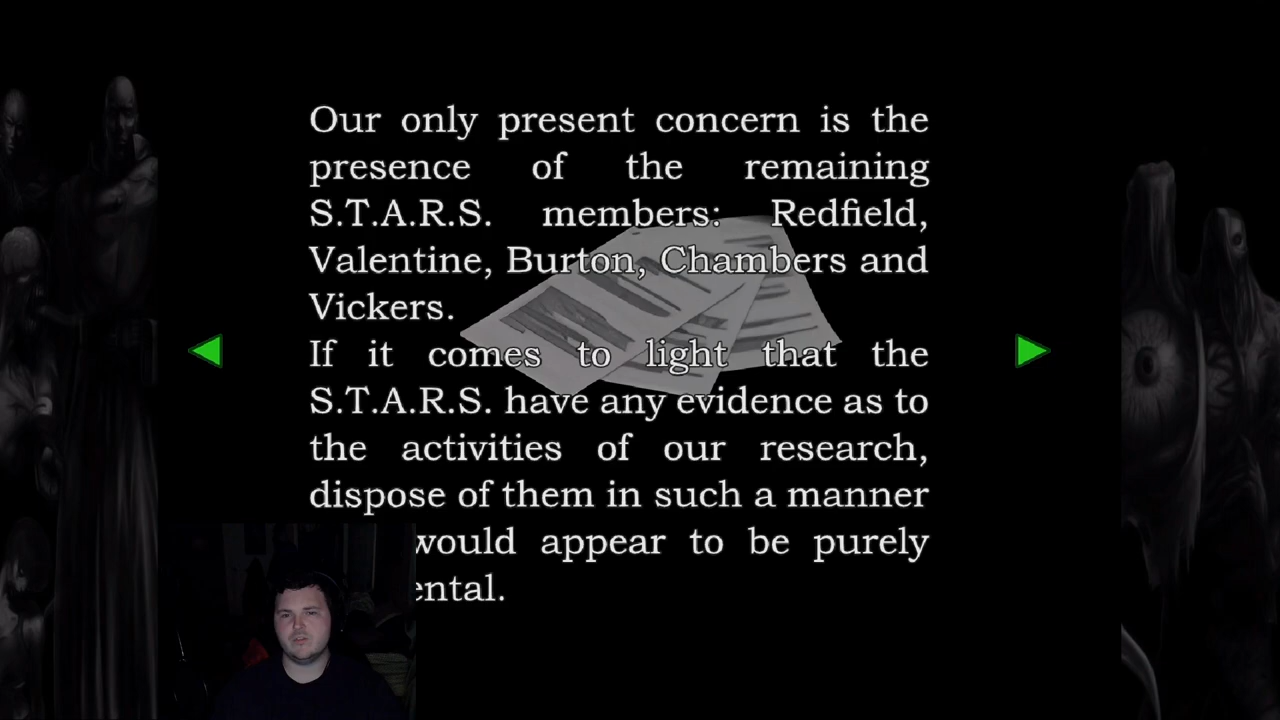 Our only present concern is the
presence of the remaining
S.T.A.R.S. members: Redfield,
Valentine, Burton, Chambers and
Vickers.
If it comes to light that the
S.T.A.R.S. have any evidence as to
the activities of our research,
dispose of them in such a manner
would appear to be purely
ental.